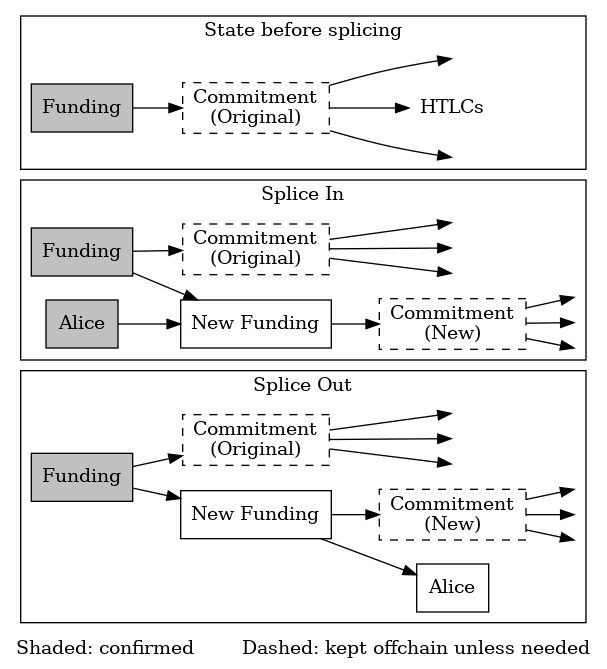 State before splicing
Funding
Commitment
(Original)
HTLCs
Splice In
Funding
Commitment
(Original)
Alice
New Funding
Commitment
(New)
Splice Out
Funding
Commitment
(Original)
New Funding
Commitment
(New)
Alice
Shaded: confirmed
Dashed: kept offchain unless needed